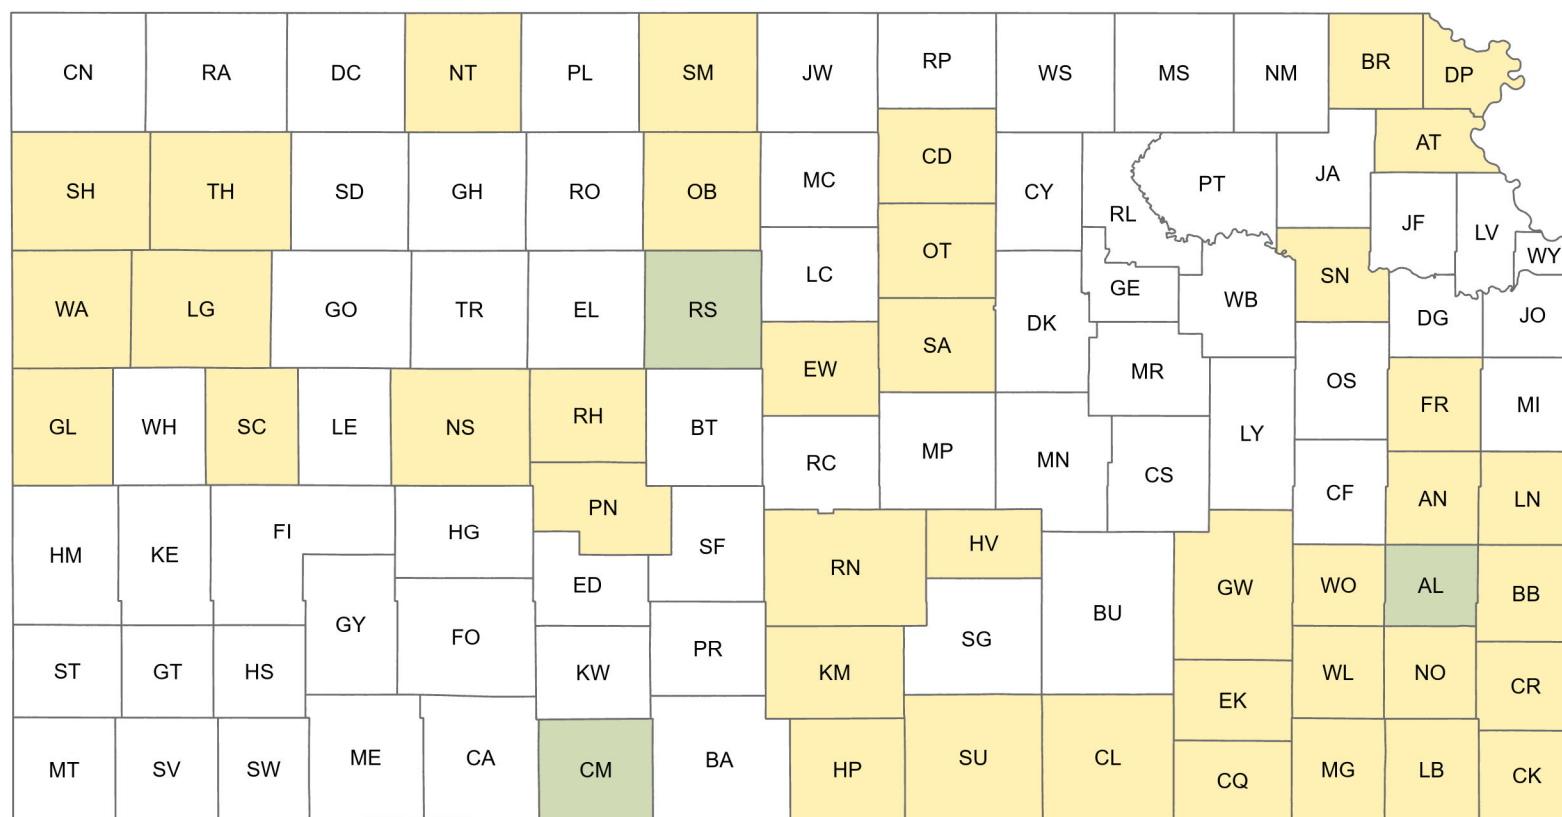 CN RA DC NT PL SM JW RP WS MS NM BR DP
SH TH SD GH RO OB MC CD CY RL PT JA AT
JF LV WY
WA LG GO TR EL RS LC OT GE WB SN DG JO
EW SA DK MR OS
GL WH SC LE NS RH BT RC MP MN CS LY FR MI
HM KE FI HG PN SF CF AN LN
GY FO ED RN HV BU GW WO AL BB
ST GT HS KW PR KM SG EK WL NO CR
MT SV SW ME CA CM BA HP SU CL CQ MG LB CK